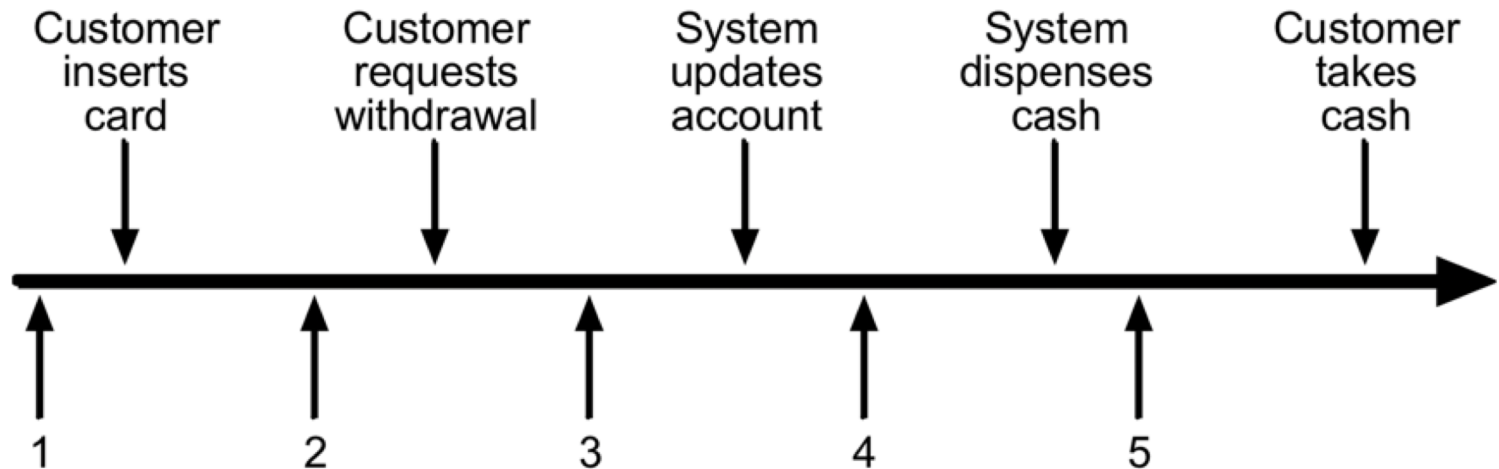 Customer
inserts
card
Customer
requests
withdrawal
System
updates
account
System
dispenses
cash
Customer
takes
cash
1
2
3
4
5